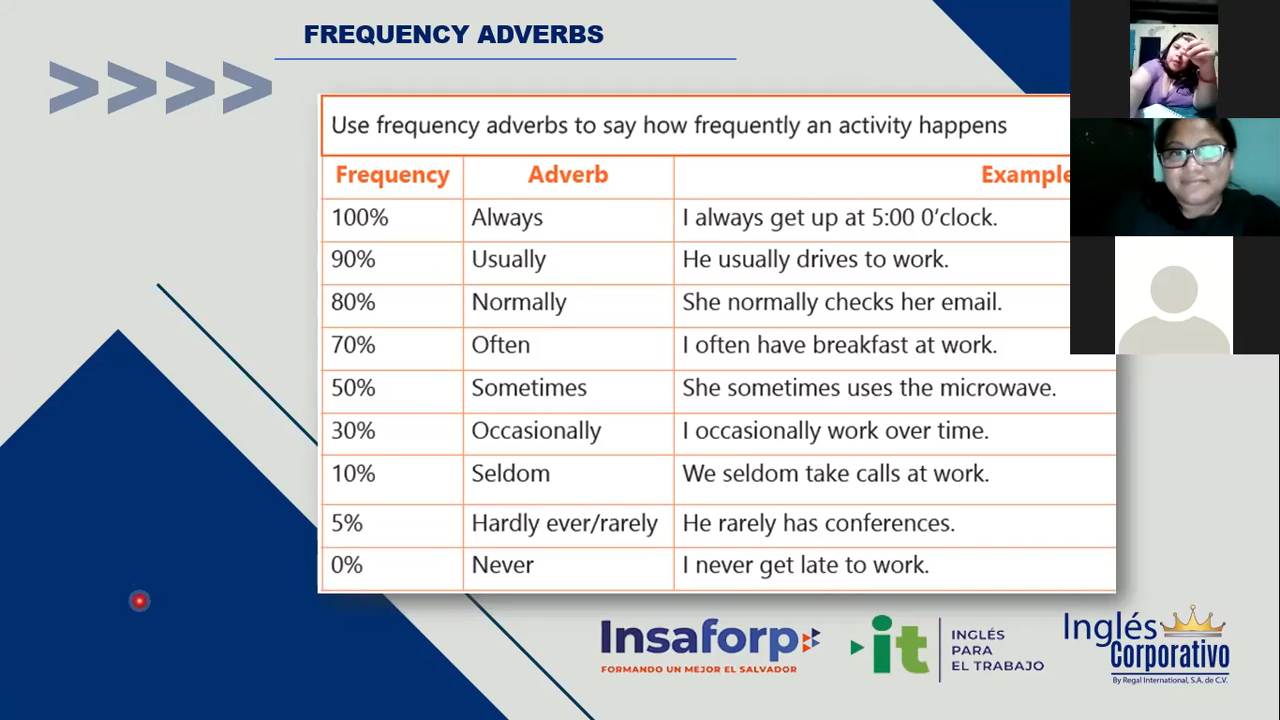 FREQUENCY ADVERBS
Use frequency adverbs to say how frequently an activity happens
Frequency Adverb Example
100% Always I always get up at 5:00 0’clock.
90% Usually He usually drives to work.
80% Normally She normally checks her email.
70% Often I often have breakfast at work.
50% Sometimes She sometimes uses the microwave.
30% Occasionally I occasionally work over time.
10% Seldom We seldom take calls at work.
5% Hardly ever/rarely He rarely has conferences.
0% Never I never get late to work.
Insaforp
FORMANDO UN MEJOR EL SALVADOR
it
INGLÉS
PARA
EL TRABAJO
Inglés
Corporativo
By Regal International, S.A. de C.V.